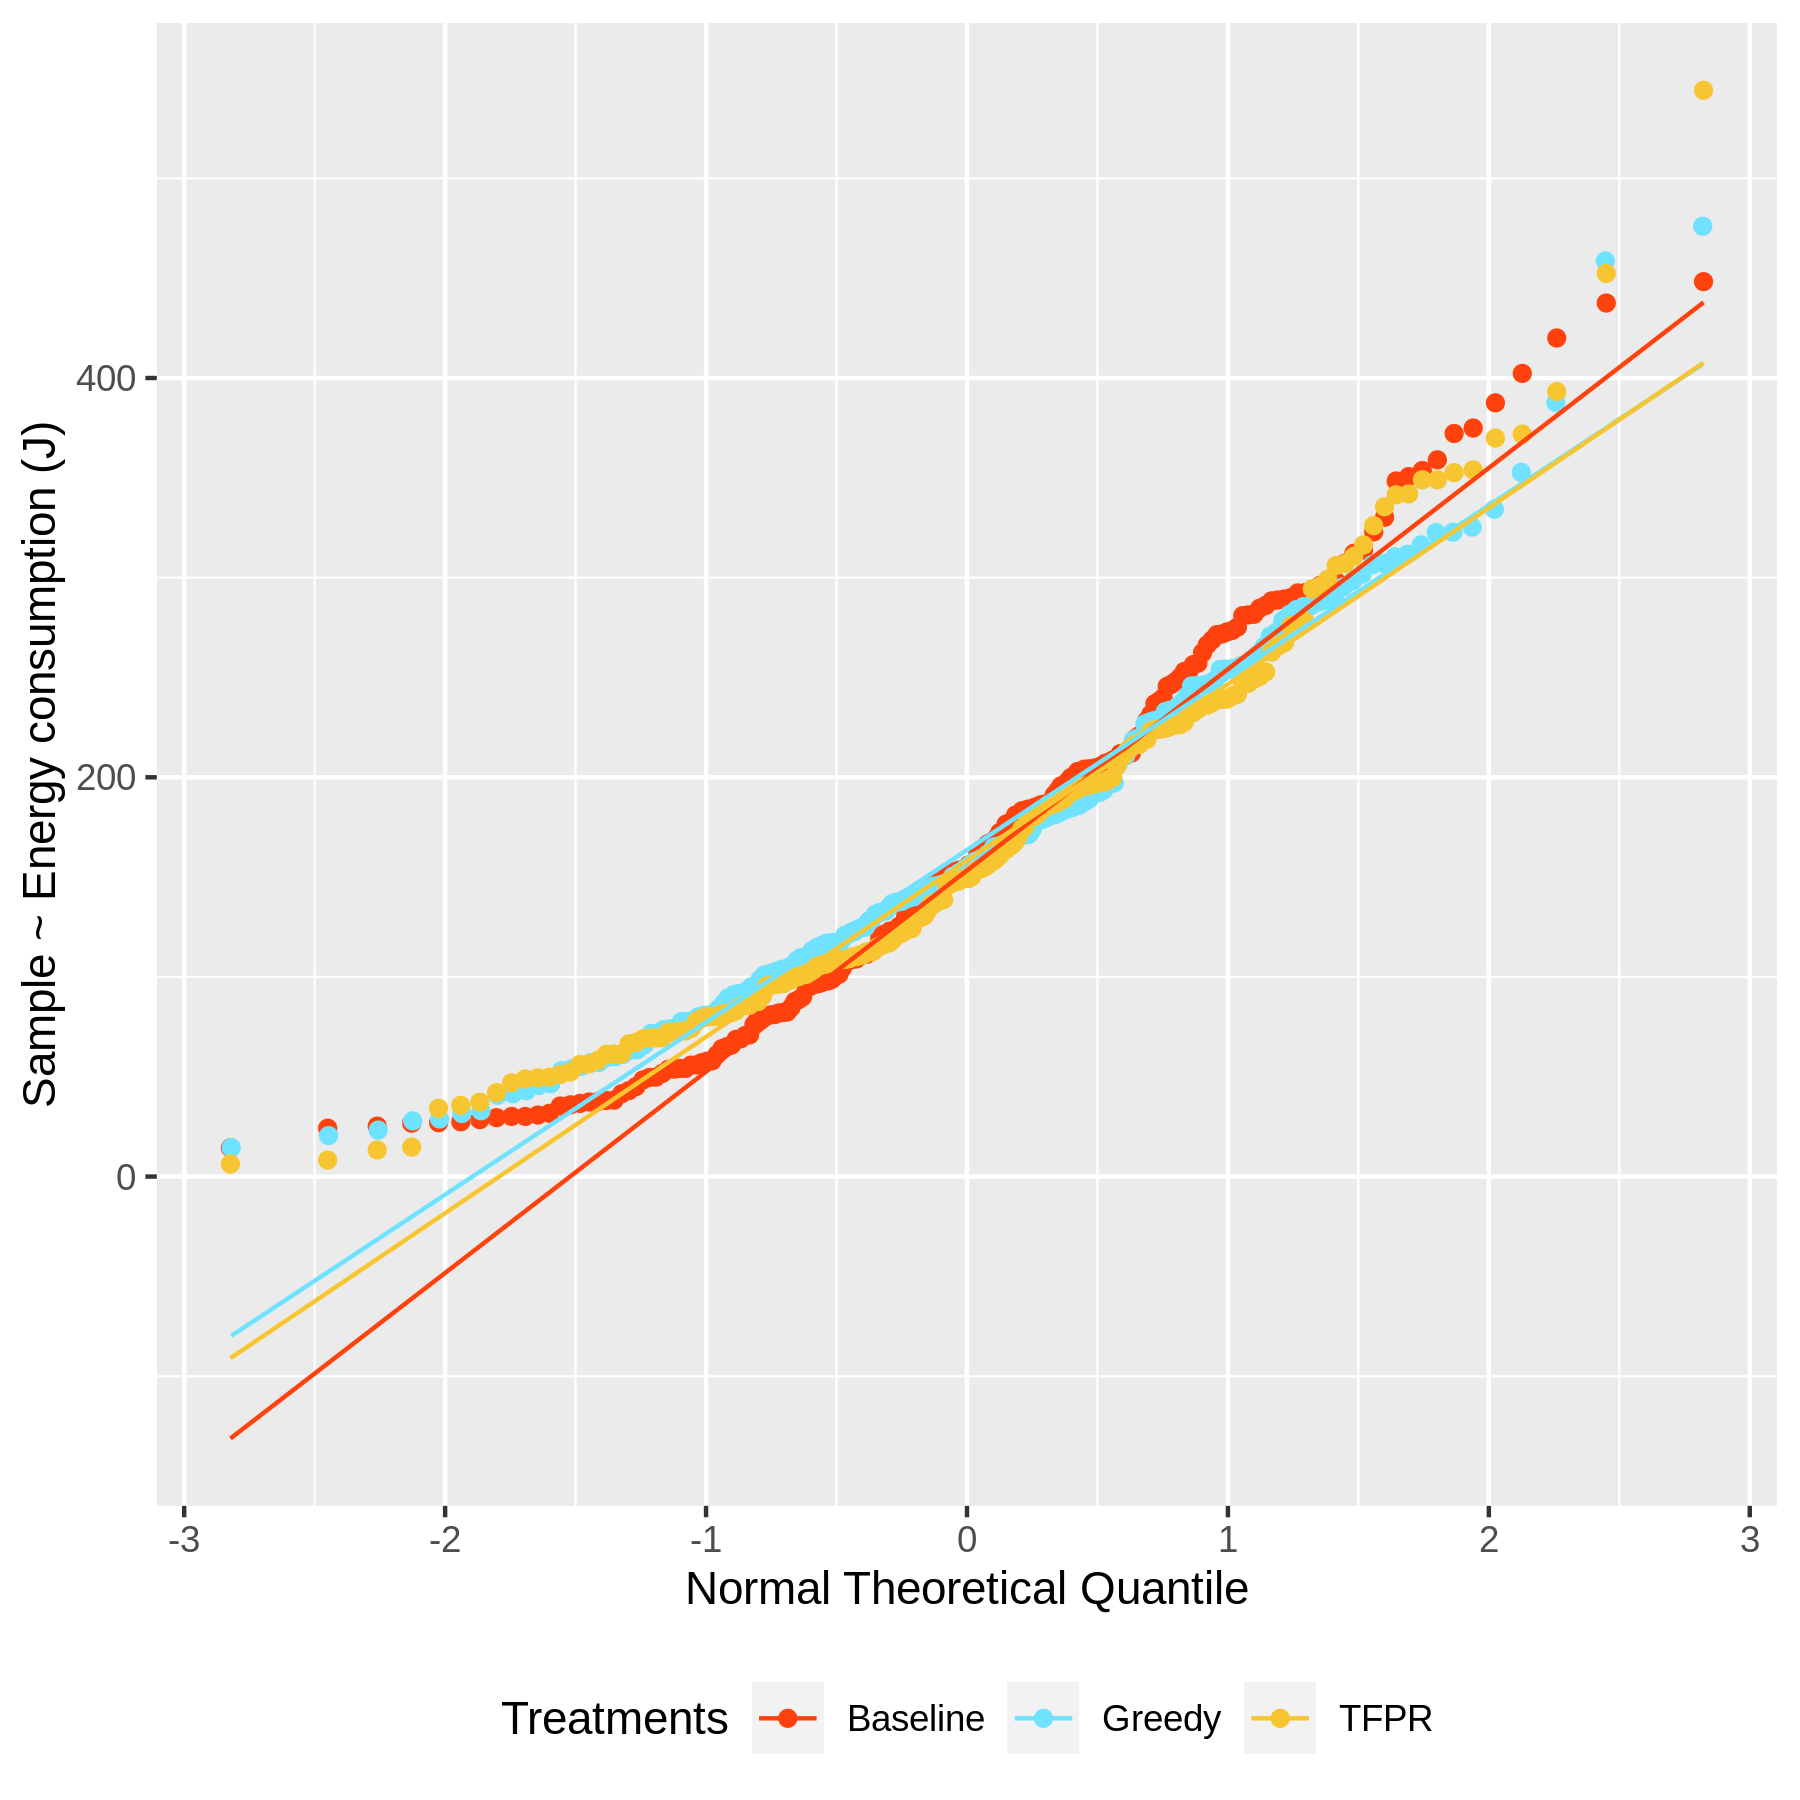 Sample ~ Energy consumption (J)
400
200
0
-3 -2 -1 0 1 2 3
Normal Theoretical Quantile
Treatments Baseline Greedy TFPR